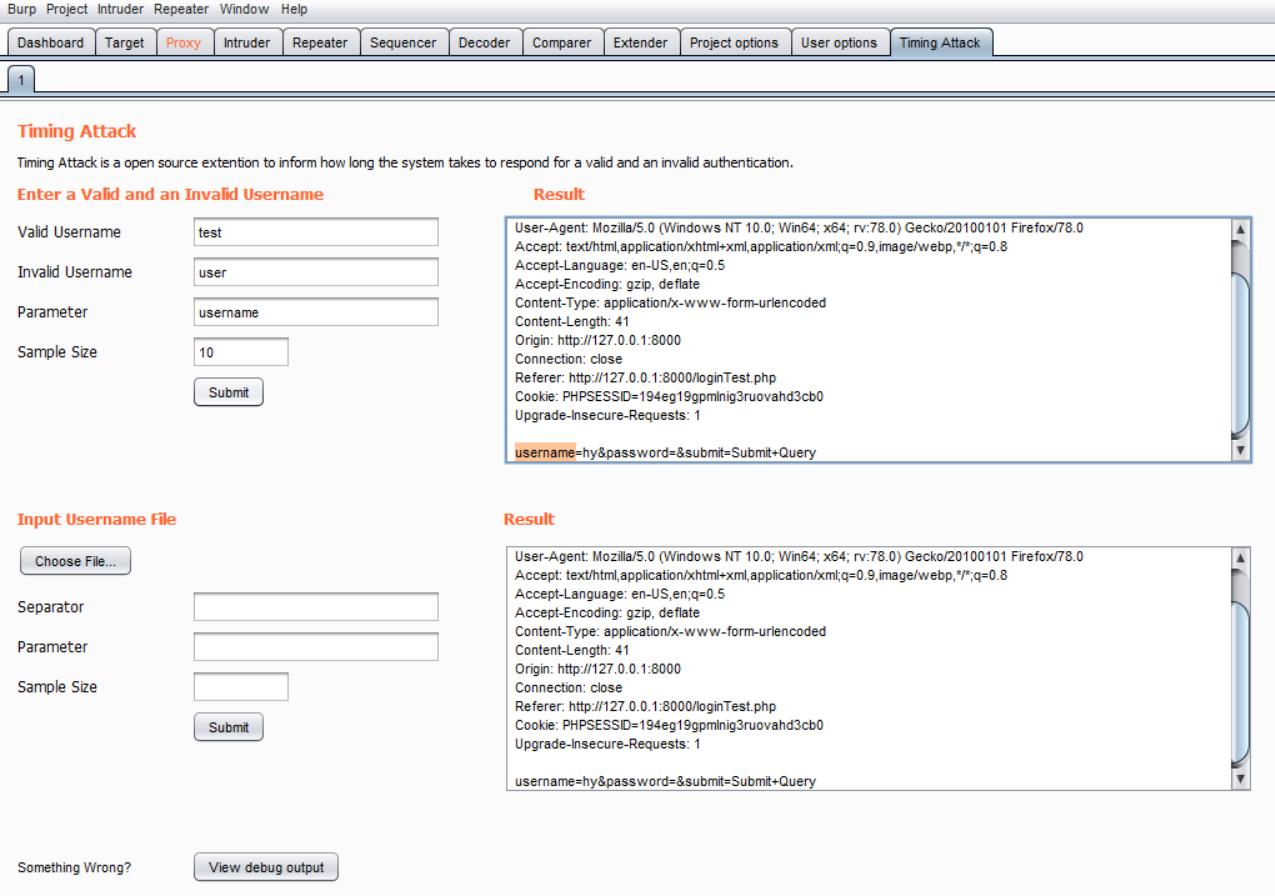 Burp Project Intruder Repeater Window Help
Dashboard Target Proxy Intruder Repeater Sequencer Decoder Comparer Extender Project options User options Timing Attack
1
Timing Attack
Timing Attack is a open source extention to inform how long the system takes to respond for a valid and an invalid authentication.
Enter a Valid and an Invalid Username
Valid Username test
Invalid Username user
Parameter username
Sample Size 10
Submit
Result
User-Agent: Mozilla/5.0 (Windows NT 10.0; Win64; x64; rv:78.0) Gecko/20100101 Firefox/78.0
Accept: text/html,application/xhtml+xml,application/xml;q=0.9,image/webp,*/*;q=0.8
Accept-Language: en-US,en;q=0.5
Accept-Encoding: gzip, deflate
Content-Type: application/x-www-form-urlencoded
Content-Length: 41
Origin: http://127.0.0.1:8000
Connection: close
Referer: http://127.0.0.1:8000/loginTest.php
Cookie: PHPSESSID=194eg19gpmlnig3ruovahd3cb0
Upgrade-Insecure-Requests: 1
username=hy&password=&submit=Submit+Query
Input Username File
Choose File...
Separator
Parameter
Sample Size
Submit
Result
User-Agent: Mozilla/5.0 (Windows NT 10.0; Win64; x64; rv:78.0) Gecko/20100101 Firefox/78.0
Accept: text/html,application/xhtml+xml,application/xml;q=0.9,image/webp,*/*;q=0.8
Accept-Language: en-US,en;q=0.5
Accept-Encoding: gzip, deflate
Content-Type: application/x-www-form-urlencoded
Content-Length: 41
Origin: http://127.0.0.1:8000
Connection: close
Referer: http://127.0.0.1:8000/loginTest.php
Cookie: PHPSESSID=194eg19gpmlnig3ruovahd3cb0
Upgrade-Insecure-Requests: 1
username=hy&password=&submit=Submit+Query
Something Wrong? View debug output